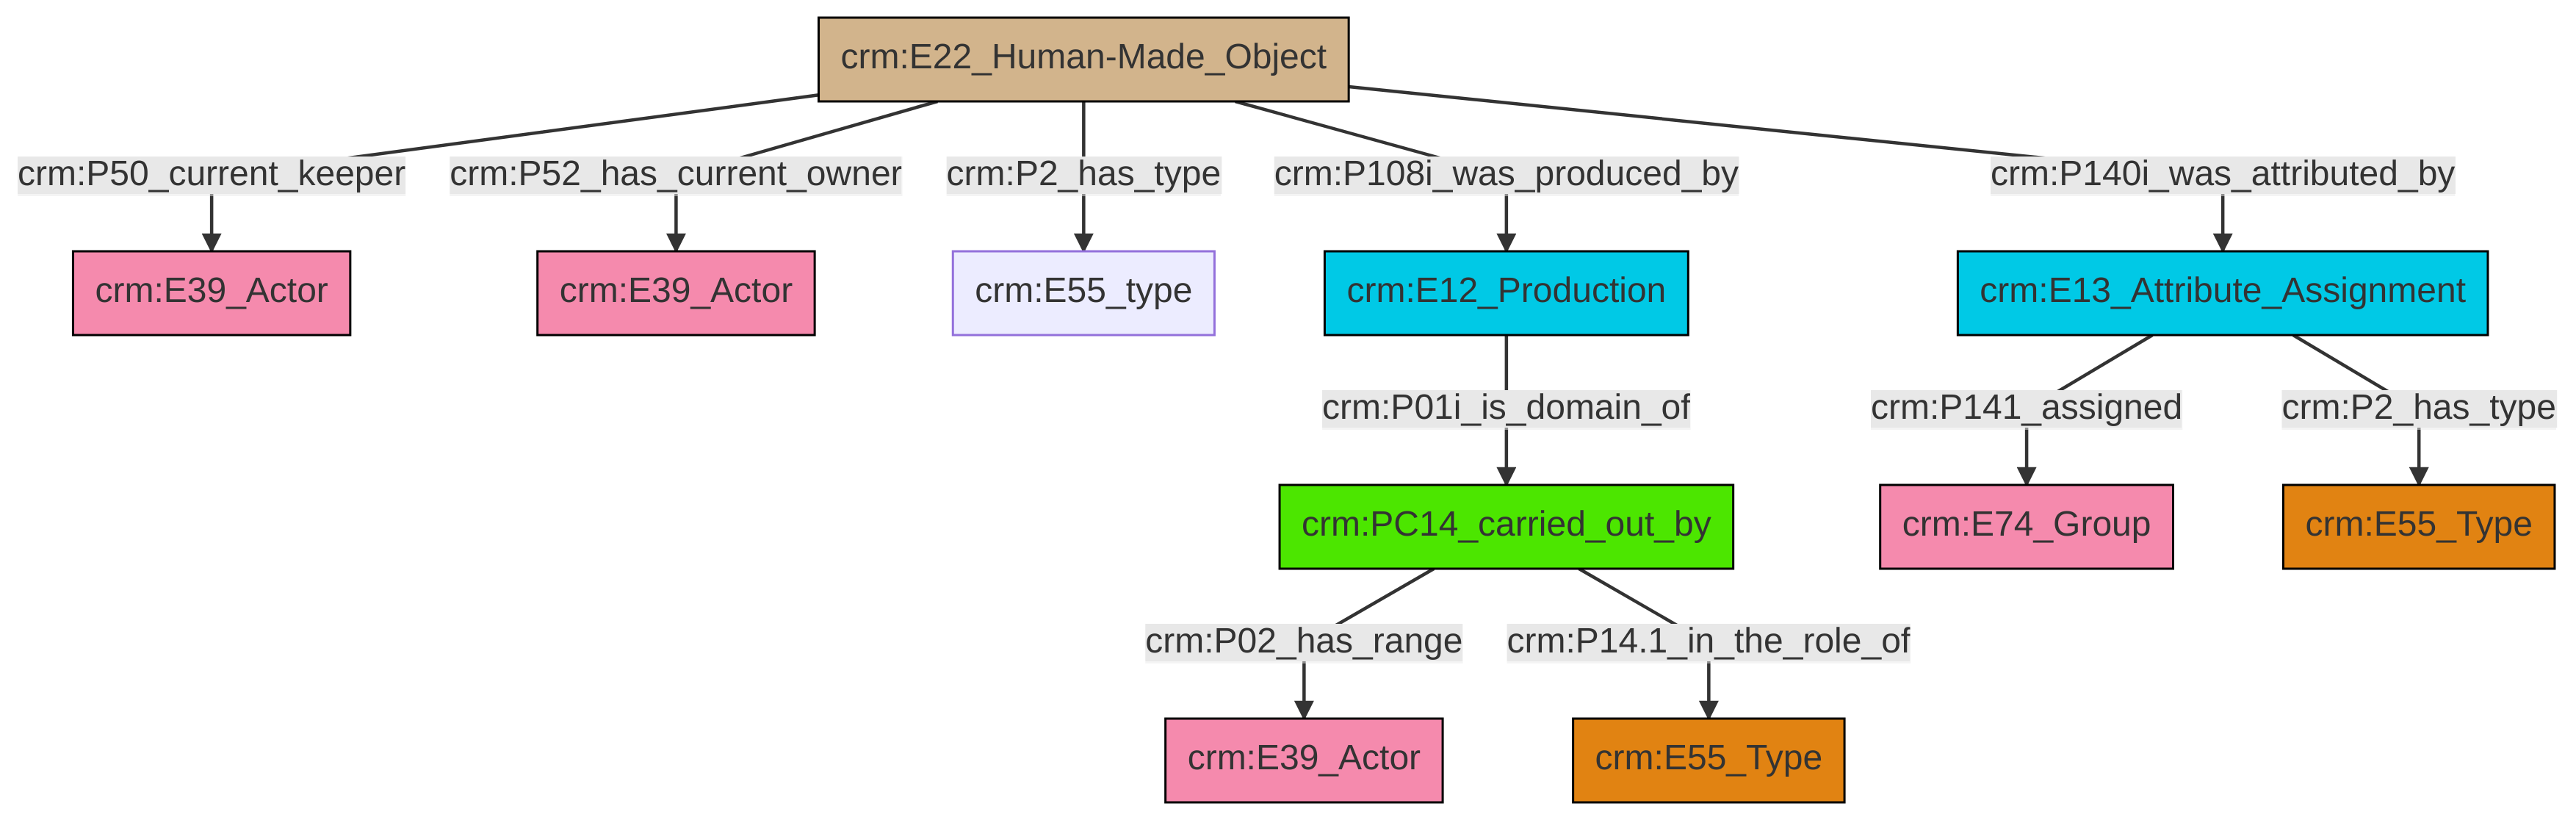 crm:E22_Human-Made_Object
crm:P50_current_keeper
crm:P52_has_current_owner
crm:P2_has_type
crm:P108i_was_produced_by
crm:P140i_was_attributed_by
crm:E39_Actor
crm:E39_Actor
crm:E55_type
crm:E12_Production
crm:E13_Attribute_Assignment
crm:P01i_is_domain_of
crm:P141_assigned
crm:P2_has_type
crm:PC14_carried_out_by
crm:E74_Group
crm:E55_Type
crm:P02_has_range
crm:P14.1_in_the_role_of
crm:E39_Actor
crm:E55_Type